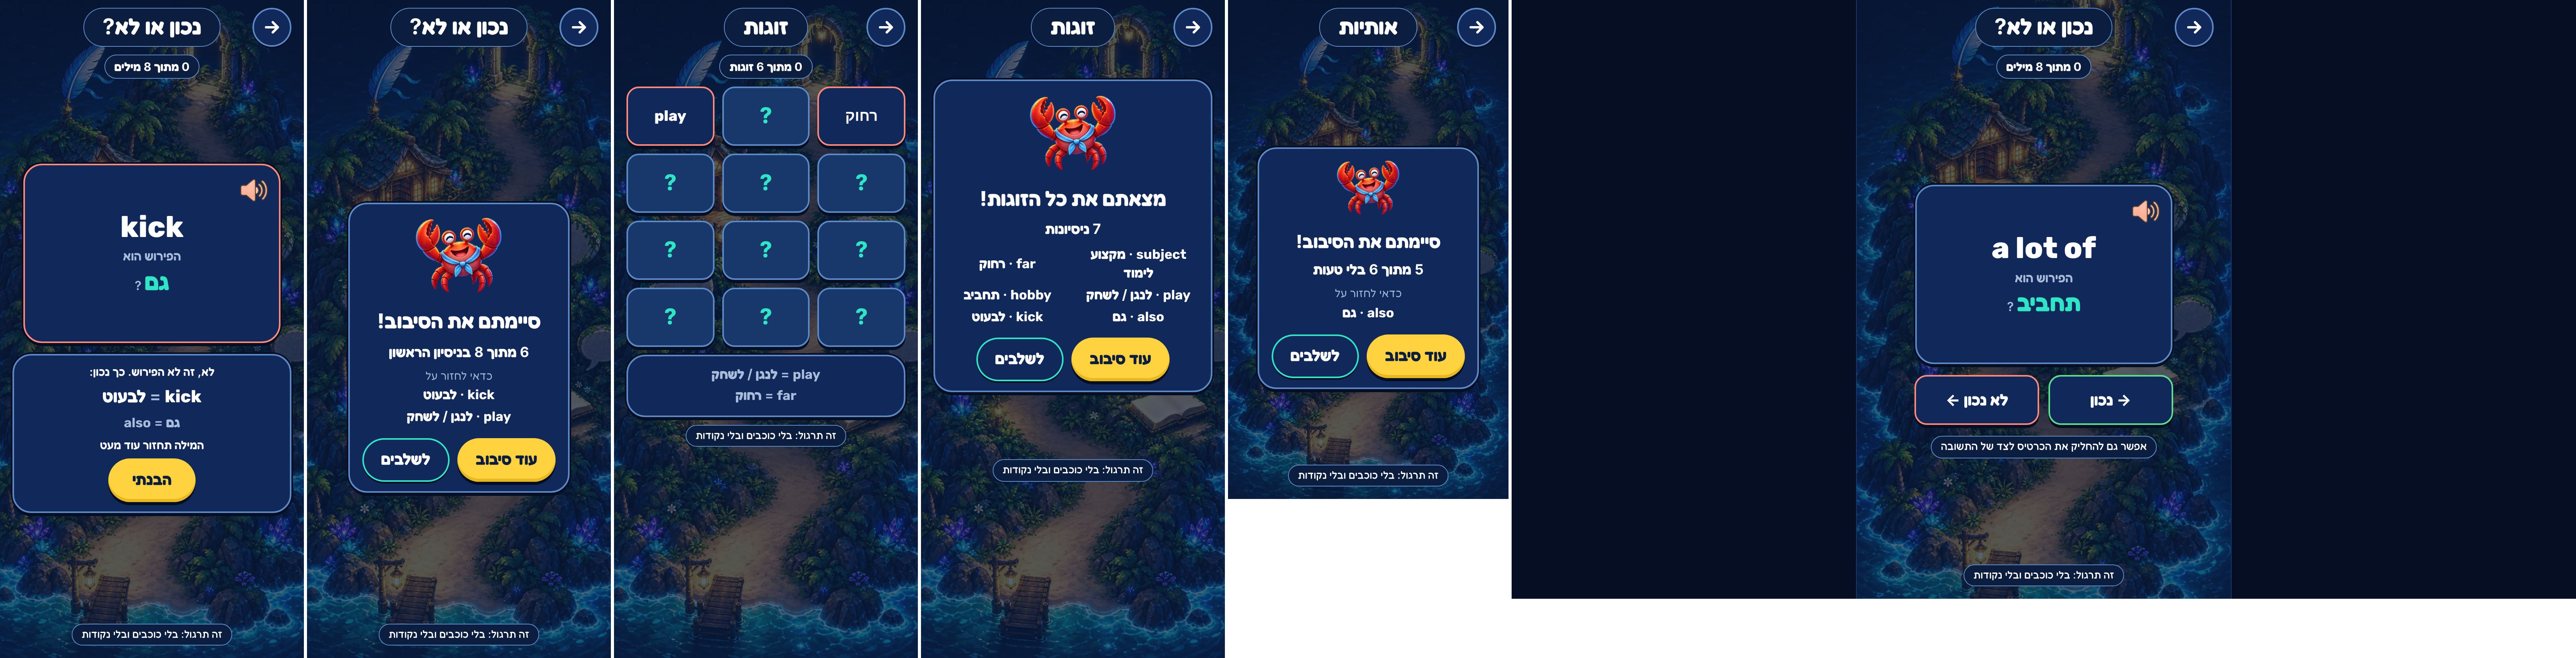 נכון או לא?
0 מתוך 8 מילים
kick
הפירוש הוא
גם ?
לא, זה לא הפירוש. כך נכון:
kick = לבעוט
גם = also
המילה תחזור עוד מעט
הבנתי
זה תרגול: בלי כוכבים ובלי נקודות
נכון או לא?
סיימתם את הסיבוב!
6 מתוך 8 בניסיון הראשון
כדאי לחזור על
kick · לבעוט
play · לנגן / לשחק
עוד סיבוב
לשלבים
זה תרגול: בלי כוכבים ובלי נקודות
זוגות
0 מתוך 6 זוגות
play ? רחוק
? ? ?
? ? ?
? ? ?
play = לנגן / לשחק
far = רחוק
זה תרגול: בלי כוכבים ובלי נקודות
זוגות
מצאתם את כל הזוגות!
7 ניסיונות
subject · מקצוע לימוד
far · רחוק
play · לנגן / לשחק
hobby · תחביב
also · גם
kick · לבעוט
עוד סיבוב
לשלבים
זה תרגול: בלי כוכבים ובלי נקודות
אותיות
סיימתם את הסיבוב!
5 מתוך 6 בלי טעות
כדאי לחזור על
also · גם
עוד סיבוב
לשלבים
זה תרגול: בלי כוכבים ובלי נקודות
נכון או לא?
0 מתוך 8 מילים
a lot of
הפירוש הוא
תחביב ?
→ נכון
לא נכון ←
אפשר גם להחליק את הכרטיס לצד של התשובה
זה תרגול: בלי כוכבים ובלי נקודות